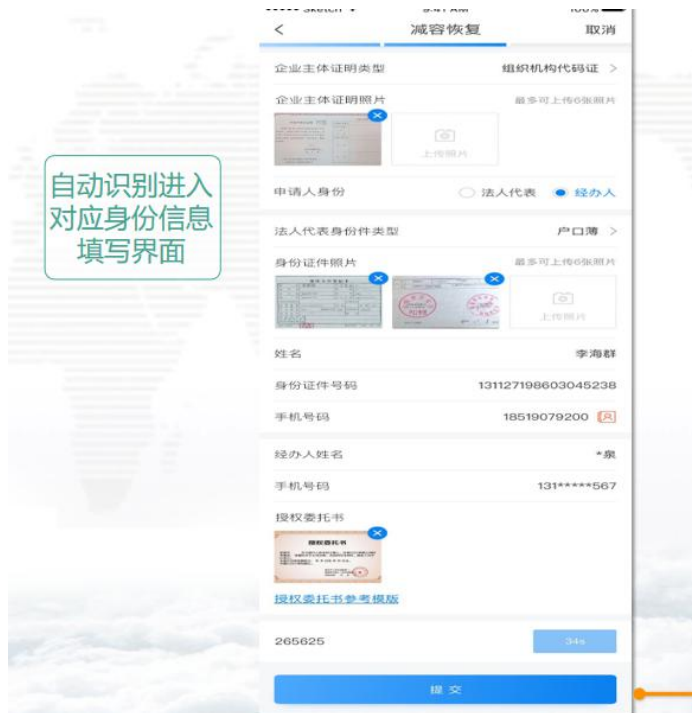 减容恢复
取消
企业主体证明类型
组织机构代码证 >
企业主体证明照片
最多可上传6张照片
上传照片
自动识别进入
对应身份信息
填写界面
申请人身份
法人代表
经办人
法人代表身份件类型
户口薄 >
身份证件照片
最多可上传6张照片
上传照片
姓名
李海群
身份证件号码
131127198603045238
手机号码
18519079200
经办人姓名
*泉
手机号码
131*****567
授权委托书
授权委托书
授权委托书参考模版
265625
34s
提 交